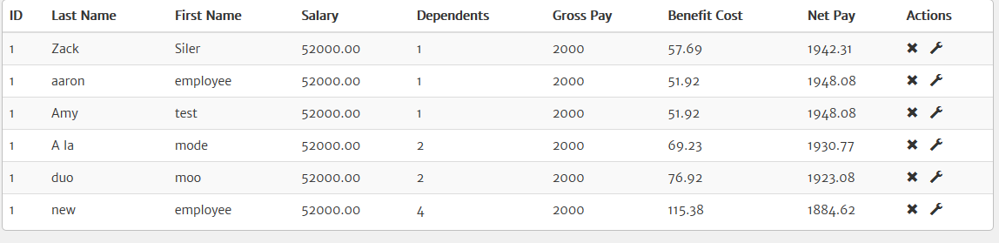 ID Last Name First Name Salary Dependents Gross Pay Benefit Cost Net Pay Actions
1 Zack Siler 52000.00 1 2000 57.69 1942.31
1 aaron employee 52000.00 1 2000 51.92 1948.08
1 Amy test 52000.00 1 2000 51.92 1948.08
1 A la mode 52000.00 2 2000 69.23 1930.77
1 duo moo 52000.00 2 2000 76.92 1923.08
1 new employee 52000.00 4 2000 115.38 1884.62